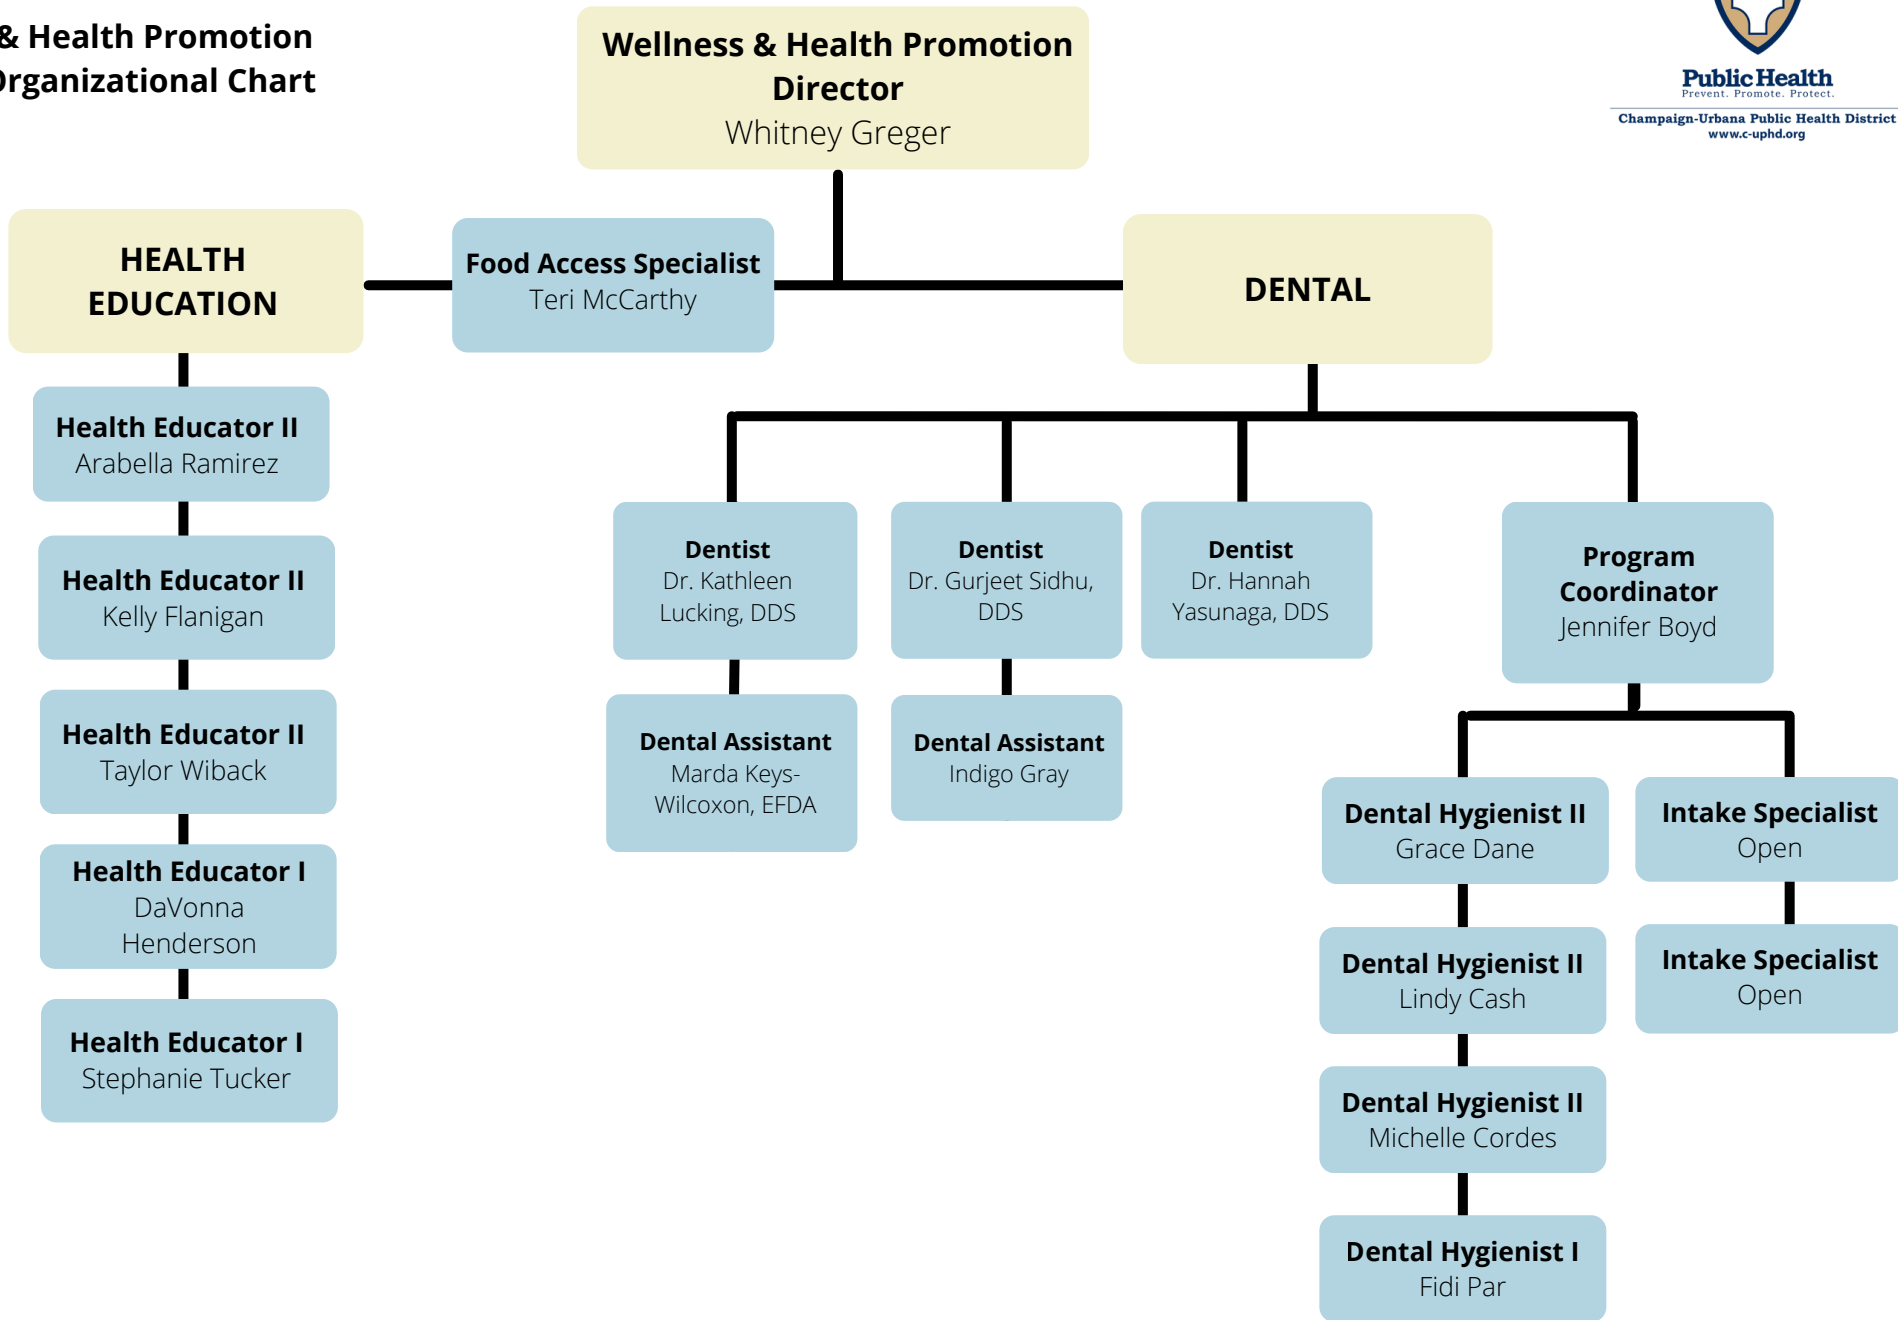 & Health Promotion
Organizational Chart
Wellness & Health Promotion
Director
Whitney Greger
Public Health
Prevent. Promote. Protect.
Champaign-Urbana Public Health District
www.c-uphd.org
HEALTH
EDUCATION
Food Access Specialist
Teri McCarthy
DENTAL
Health Educator II
Arabella Ramirez
Health Educator II
Kelly Flanigan
Health Educator II
Taylor Wiback
Health Educator I
DaVonna
Henderson
Health Educator I
Stephanie Tucker
Dentist
Dr. Kathleen
Lucking, DDS
Dental Assistant
Marda Keys-
Wilcoxon, EFDA
Dentist
Dr. Gurjeet Sidhu,
DDS
Dental Assistant
Indigo Gray
Dentist
Dr. Hannah
Yasunaga, DDS
Program
Coordinator
Jennifer Boyd
Dental Hygienist II
Grace Dane
Dental Hygienist II
Lindy Cash
Dental Hygienist II
Michelle Cordes
Dental Hygienist I
Fidi Par
Intake Specialist
Open
Intake Specialist
Open